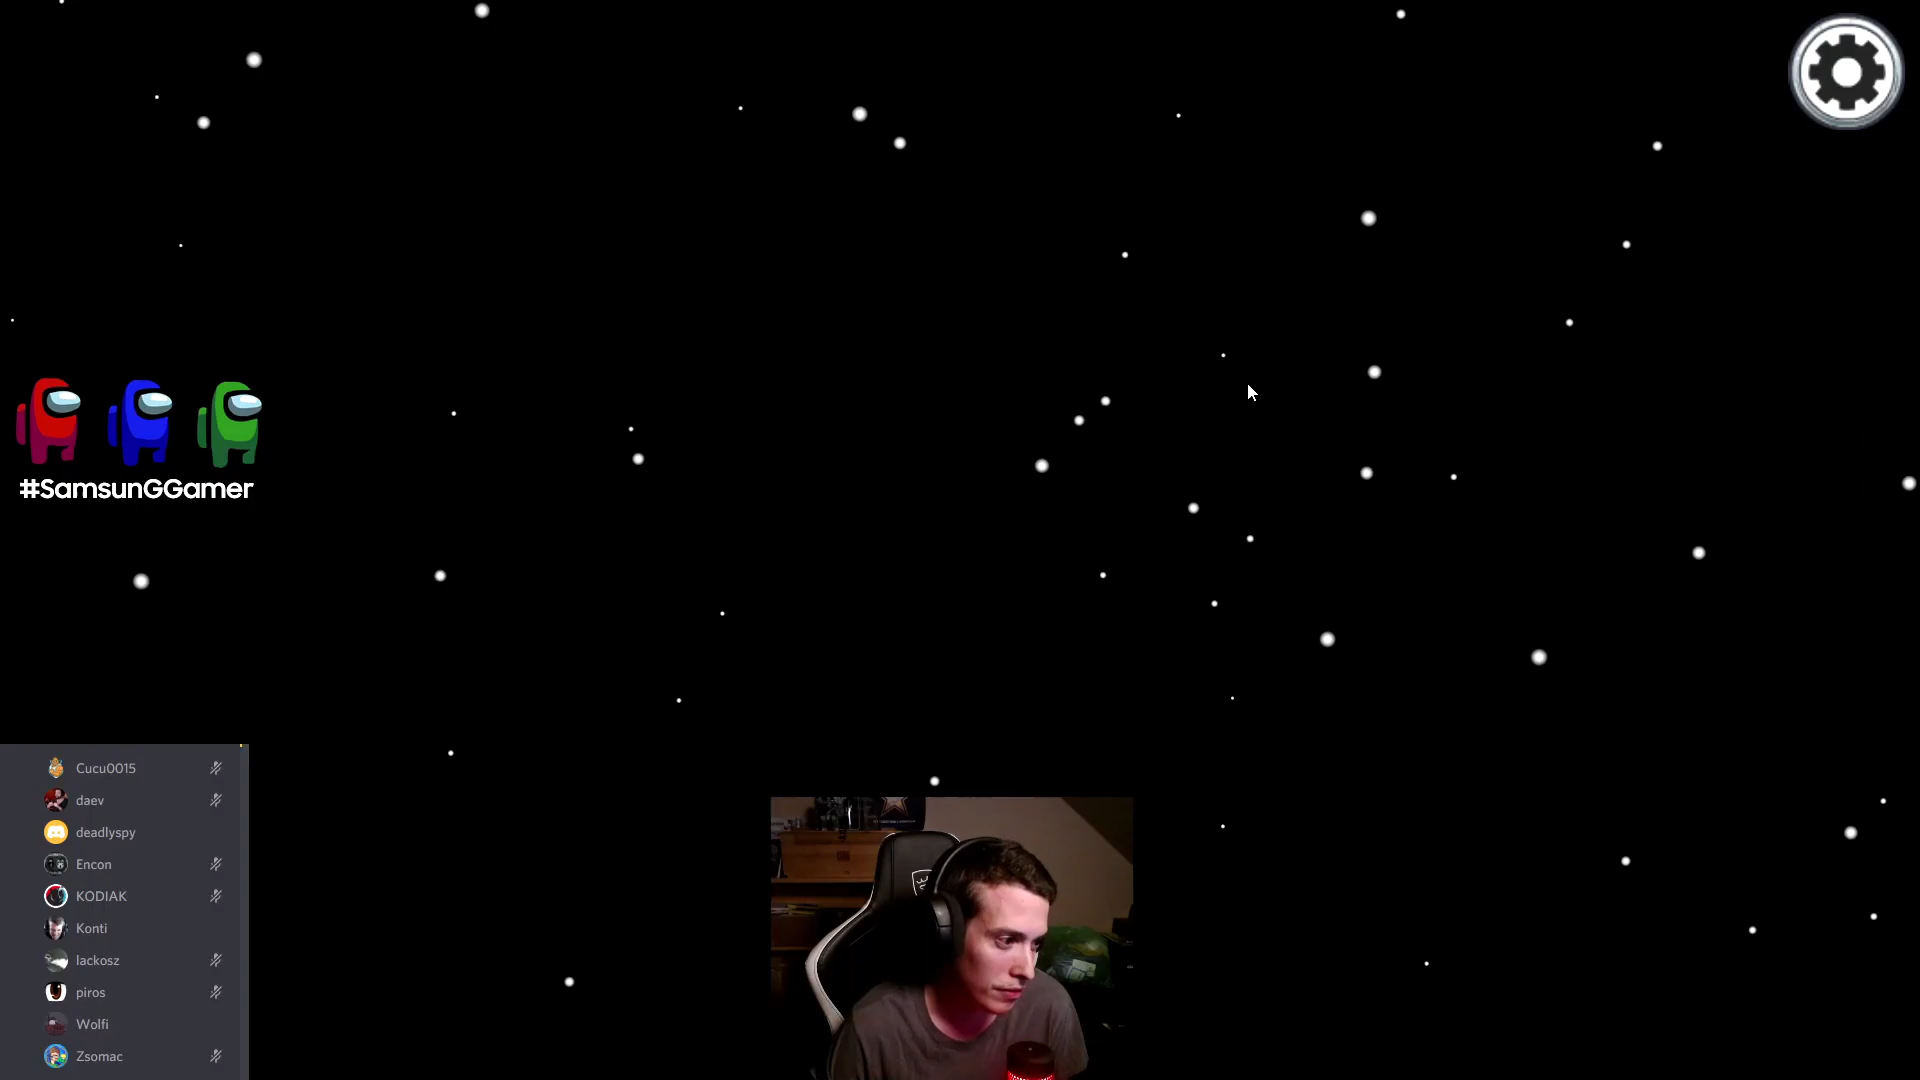 #SamsunGGamer
Cucu0015
daev
deadlyspy
Encon
KODIAK
Konti
lackosz
piros
Wolfi
Zsomac